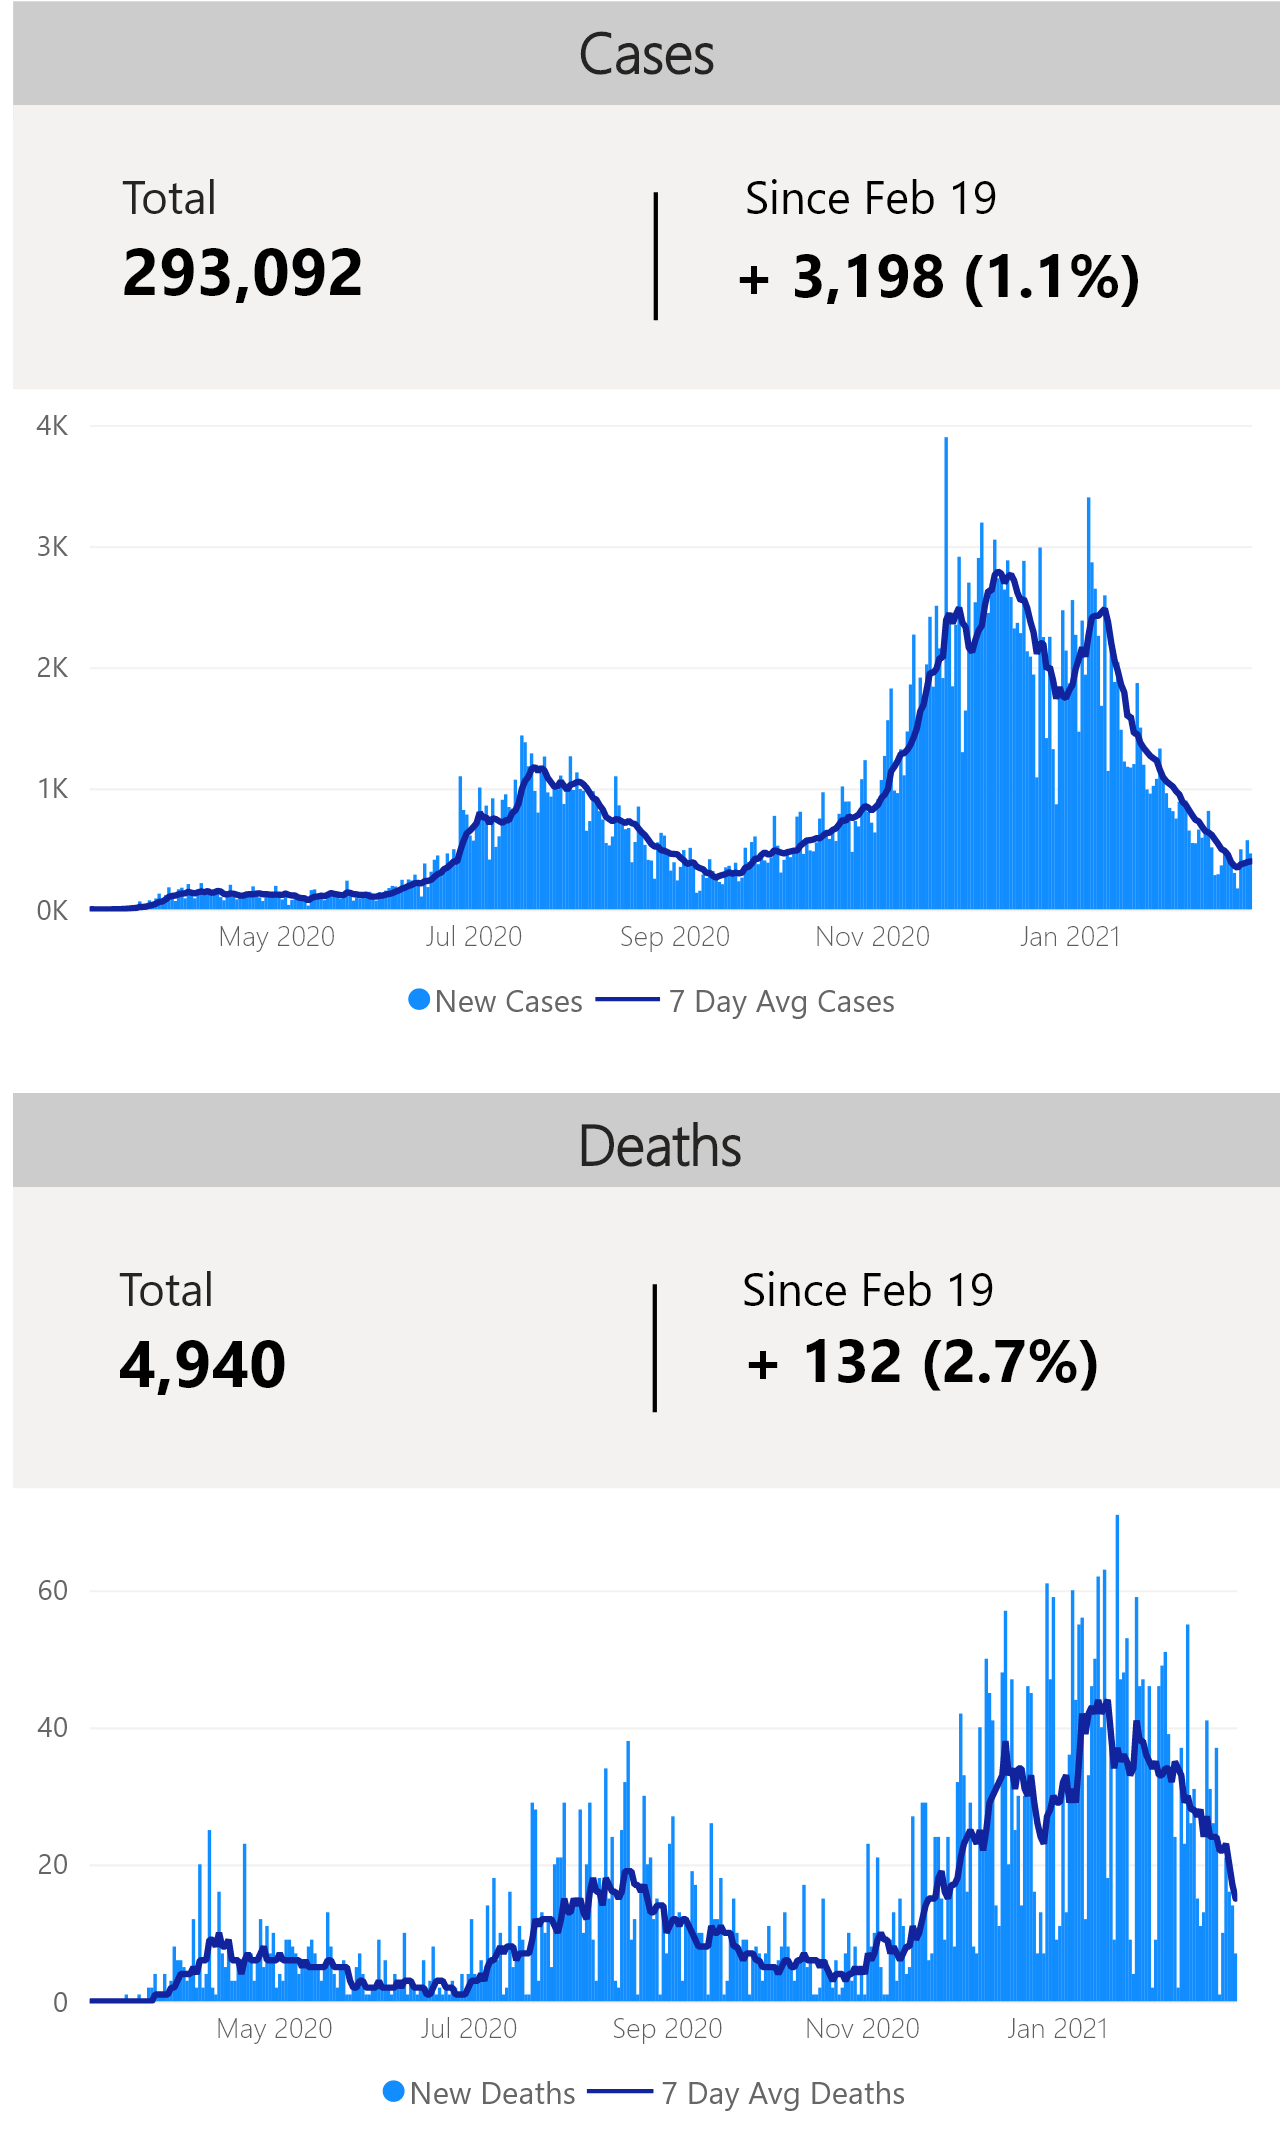 Cases
Total
Since Feb 19
293,092
+ 3,198 (1.1%)
4K
3K
2K
1K
0K
May 2020
Jul 2020
Sep 2020
Nov 2020
Jan 2021
New Cases
7 Day Avg Cases
Deaths
Total
Since Feb 19
4,940
+ 132 (2.7%)
60
40
20
0
May 2020
Jul 2020
Sep 2020
Nov 2020
Jan 2021
New Deaths
7 Day Avg Deaths